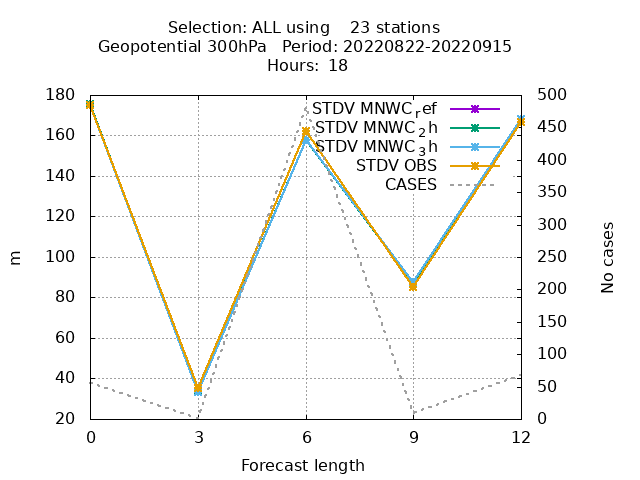 Selection: ALL using    23 stations
Geopotential 300hPa   Period: 20220822-20220915
Hours:  18
STDV MNWC_ref
STDV MNWC_2h
STDV MNWC_3h
STDV OBS
CASES
180
160
140
120
100
80
60
40
20
500
450
400
350
300
250
200
150
100
50
0
m
No cases
0 3 6 9 12
Forecast length